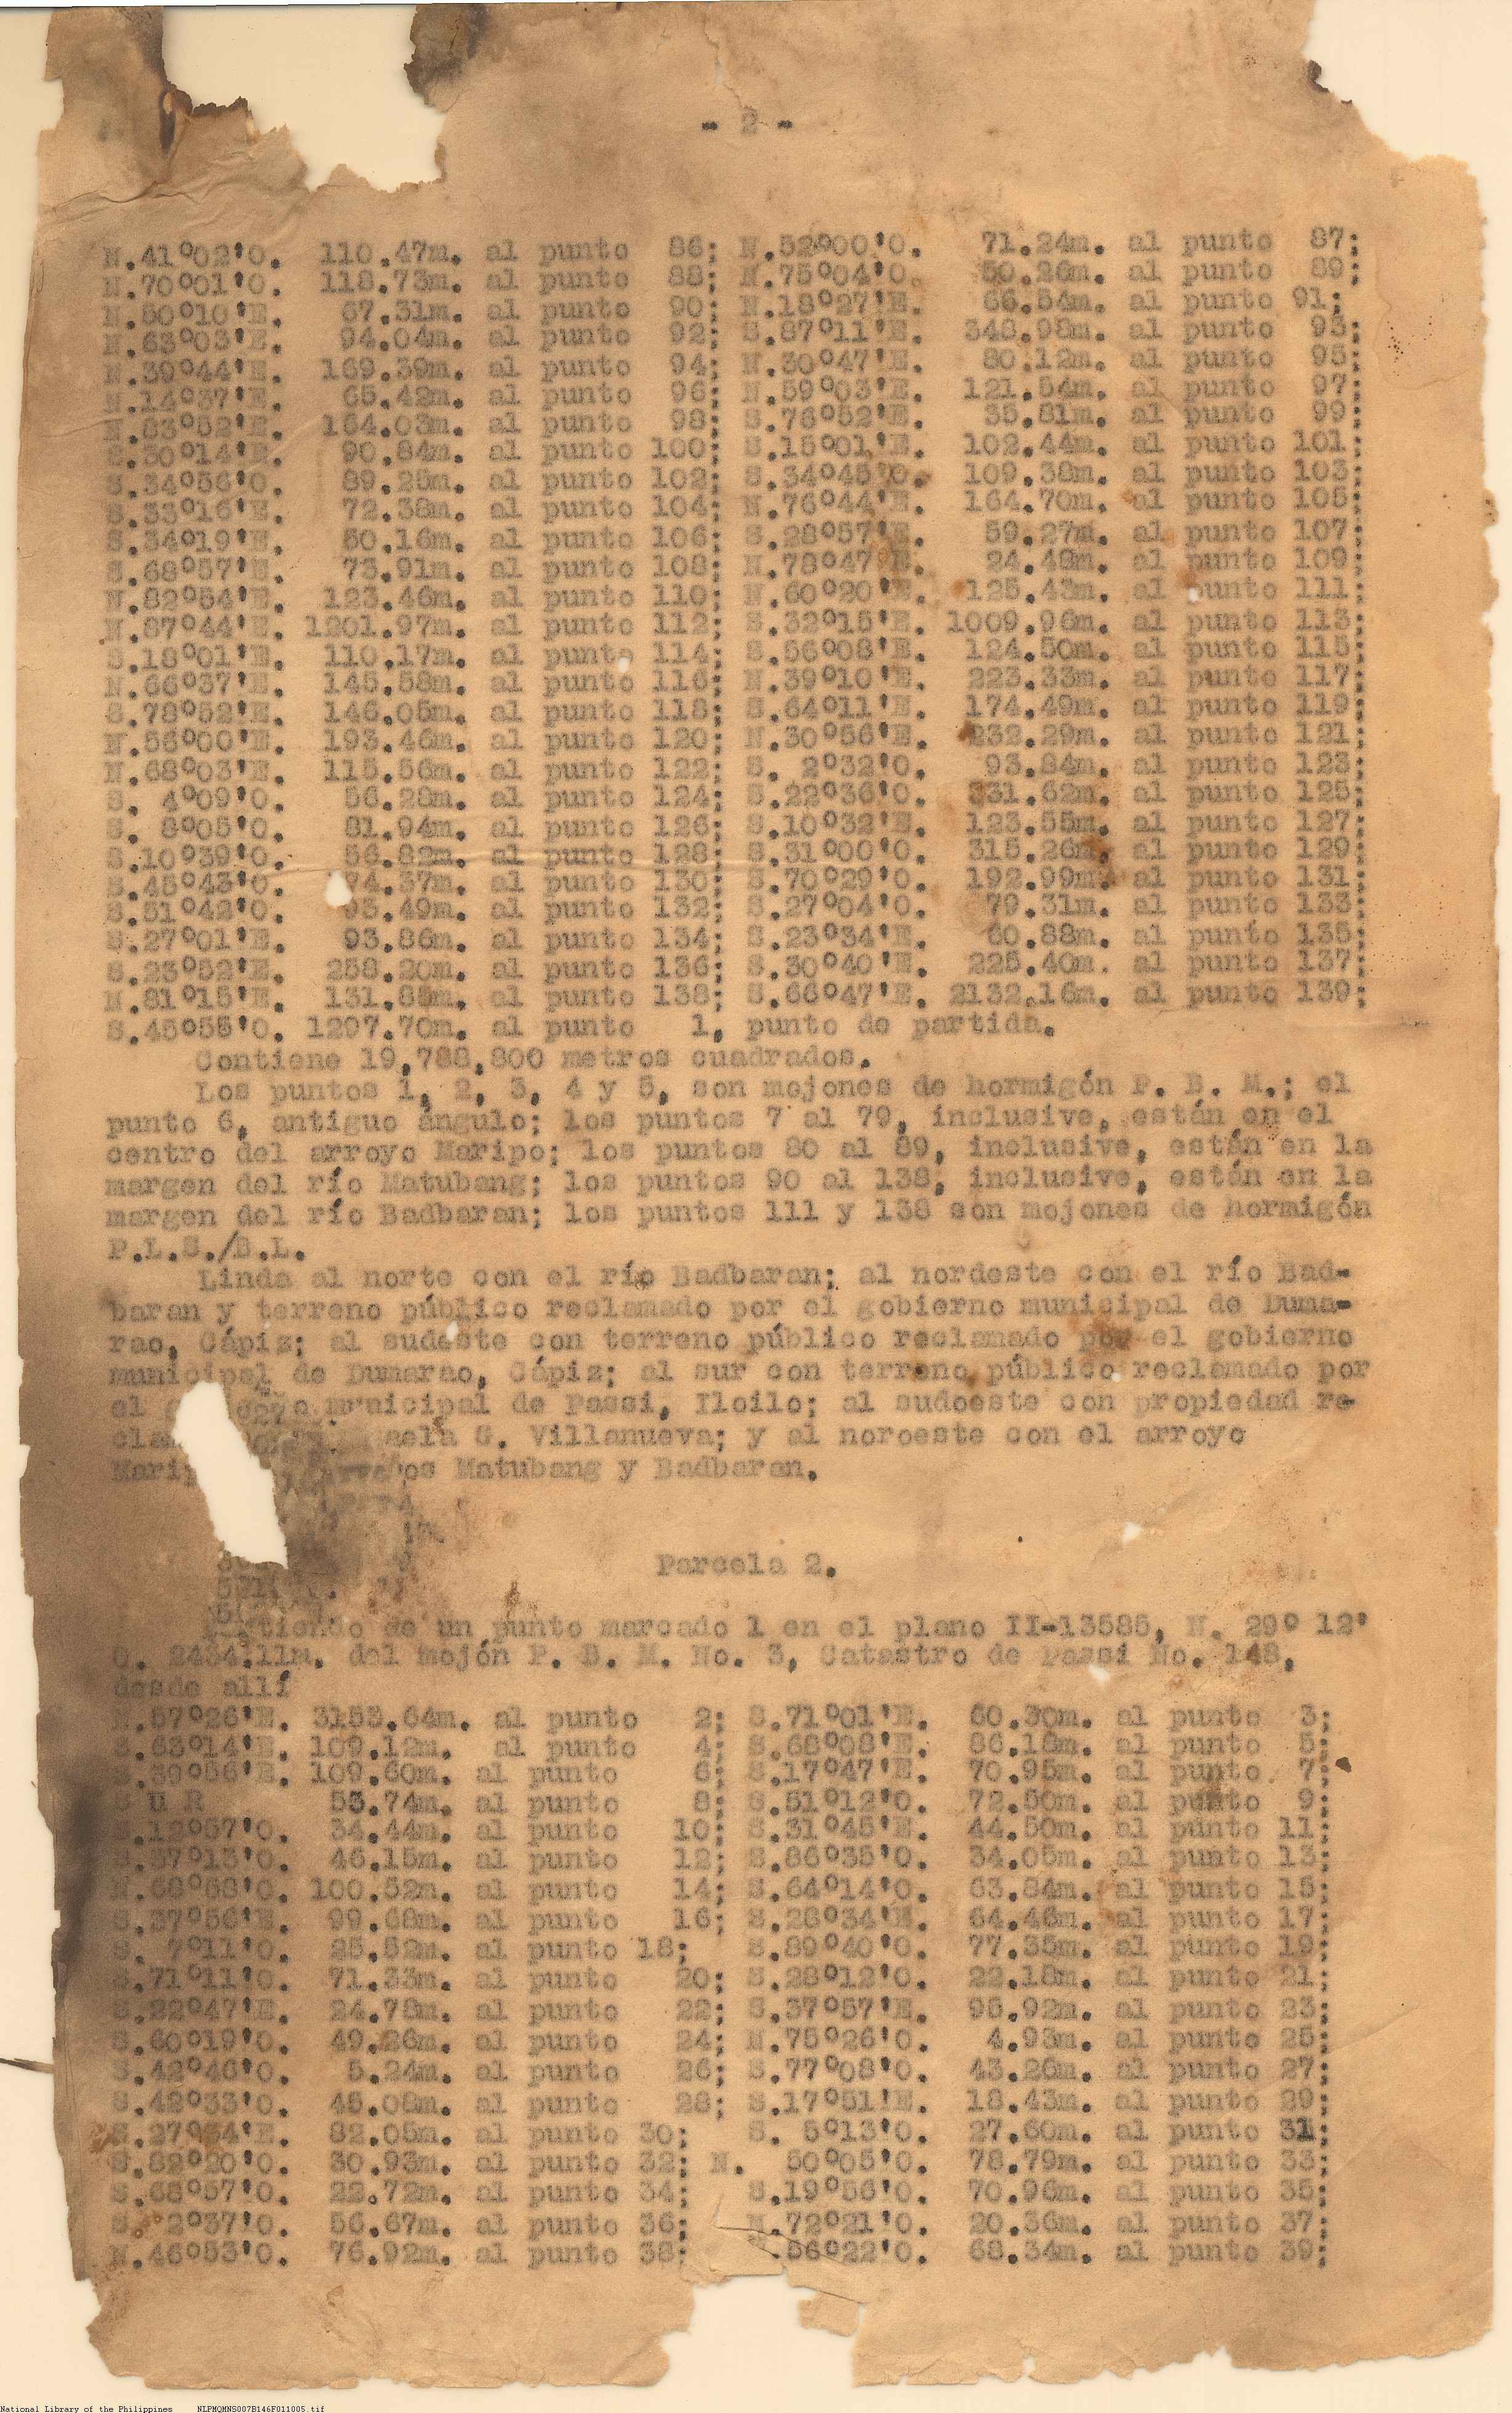 - 2 -
N.41°02'O. 110.47m. al punto 86; N.52°00'O. 71.24m. al punto 87;
N.70°01'O. 118.73m. al punto 88; N.75°04'O. 50.26m. al punto 89;
N.50°10'E. 67.31m. al punto 90; N.18°27'E. 66.54m. al punto 91;
N.63°03'E. 94.04m. al punto 92; S.87°11'E. 348.98m. al punto 93;
N.39°44'E. 169.39m. al punto 94; N.30°47'E. 80.12m. al punto 95;
N.14°37'E. 65.42m. al punto 96; N.59°03'E. 121.54m. al punto 97;
N.83°52'E. 164.03m. al punto 98; S.76°52'E. 35.81m. al punto 99;
S.30°14'E. 90.84m. al punto 100; S.15°01'E. 102.44m. al punto 101;
S.34°56'O. 89.25m. al punto 102; S.34°45'O. 109.38m. al punto 103;
S.33°16'E. 72.38m. al punto 104; N.76°44'E. 164.70m. al punto 105;
S.34°19'E. 50.16m. al punto 106; S.28°57'E. 59.27m. al punto 107;
S.68°57'E. 73.91m. al punto 108; N.78°47'E. 24.48m. al punto 109;
N.82°54'E. 123.46m. al punto 110; N.60°20'E. 125.43m. al punto 111;
N.87°44'E. 1201.97m. al punto 112; S.32°15'E. 1009.96m. al punto 113;
S.18°01'E. 110.17m. al punto 114; S.56°08'E. 124.50m. al punto 115;
N.66°37'E. 145.58m. al punto 116; N.39°10'E. 223.33m. al punto 117;
S.78°52'E. 146.05m. al punto 118; S.64°11'E. 174.49m. al punto 119;
N.55°00'E. 193.46m. al punto 120; N.30°56'E. 232.29m. al punto 121;
N.68°03'E. 115.56m. al punto 122; S. 2°32'O. 93.84m. al punto 123;
S. 4°09'O. 56.28m. al punto 124; S.22°36'O. 331.62m. al punto 125;
S. 8°05'O. 81.94m. al punto 126; S.10°32'E. 123.55m. al punto 127;
S.10°39'O. 56.82m. al punto 128; S.31°00'O. 315.26m. al punto 129;
S.45°43'O. 74.37m. al punto 130; S.70°29'O. 192.99m. al punto 131;
S.51°42'O. 93.49m. al punto 132; S.27°04'O. 79.31m. al punto 133;
S.27°01'E. 93.86m. al punto 134; S.23°34'E. 60.88m. al punto 135;
S.23°52'E. 258.20m. al punto 136; S.30°40'E. 225.40m. al punto 137;
N.81°15'E. 131.85m. al punto 138; S.66°47'E. 2132.16m. al punto 139;
S.45°55'O. 1297.70m. al punto 1, punto de partida.
Contiene 19,788,800 metros cuadrados.
Los puntos 1, 2, 3, 4 y 5, son mojones de hormigón P. B. M.; el
punto 6, antiguo ángulo; los puntos 7 al 79, inclusive, están en el
centro del arroyo Maripo; los puntos 80 al 89, inclusive, están en la
margen del río Matubang; los puntos 90 al 138, inclusive, están en la
margen del río Badbaran; los puntos 111 y 138 son mojones de hormigón
P.L.S./B.L.
Linda al norte con el río Badbaran; al nordeste con el río Bad-
baran y terreno público reclamado por el gobierno municipal de Duma-
rao, Cápiz; al sudeste con terreno público reclamado por el gobierno
municipal de Dumarao, Cápiz; al sur con terreno público reclamado por
el municipal de Passi, Iloilo; al sudoeste con propiedad re-
S. Villanueva; y al noroeste con el arroyo
Matubang y Badbaran.
Parcela 2.
Partiendo de un punto marcado 1 en el plano II-13585, N. 29° 12'
O. 2434.11m. del mojón P. B. M. No. 3, Catastro de Passi No. 148,
desde allí
N.57°26'E. 3153.64m. al punto 2; S.71°01'E. 60.30m. al punto 3;
S.63°14'E. 109.12m. al punto 4; S.68°08'E. 86.18m. al punto 5;
S.39°56'E. 109.60m. al punto 6; S.17°47'E. 70.95m. al punto 7;
S U R 53.74m. al punto 8; S.51°12'O. 72.50m. al punto 9;
S.12°57'O. 34.44m. al punto 10; S.31°45'E. 44.50m. al punto 11;
S.37°13'O. 46.15m. al punto 12; S.86°35'O. 34.05m. al punto 13;
N.68°58'O. 100.52m. al punto 14; S.64°14'O. 63.84m. al punto 15;
S.37°56'E. 99.68m. al punto 16; S.26°34'E. 64.46m. al punto 17;
S. 7°11'O. 25.52m. al punto 18; S.89°40'O. 77.35m. al punto 19;
S.71°11'O. 71.33m. al punto 20; S.28°12'O. 22.18m. al punto 21;
S.22°47'E. 24.78m. al punto 22; S.37°57'E. 95.92m. al punto 23;
S.60°19'O. 49.26m. al punto 24; N.75°26'O. 4.93m. al punto 25;
S.42°46'O. 5.24m. al punto 26; S.77°08'O. 43.26m. al punto 27;
S.42°33'O. 45.08m. al punto 28; S.17°51'E. 18.43m. al punto 29;
S.27°34'E. 82.05m. al punto 30; S. 5°13'O. 27.60m. al punto 31;
S.82°20'O. 30.93m. al punto 32; N. 50°05'O. 78.79m. al punto 33;
S.68°57'O. 22.72m. al punto 34; S.19°56'O. 70.96m. al punto 35;
S. 2°37'O. 56.67m. al punto 36; N.72°21'O. 20.36m. al punto 37;
N.46°53'O. 76.92m. al punto 38; .56°22'O. 68.34m. al punto 39;
National Library of the Philippines NLPMQMNS007B146F011005.tif